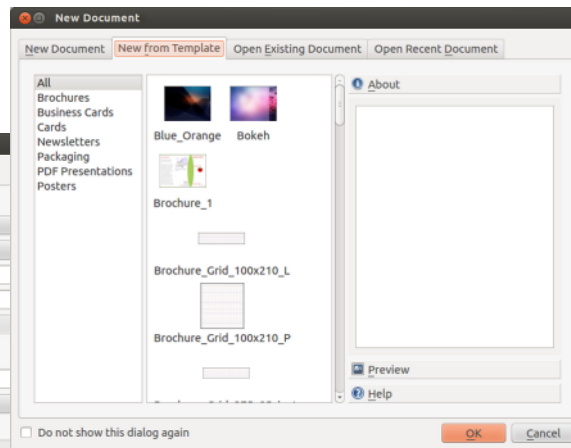 New Document
New Document New from Template Open Existing Document Open Recent Document
All
Brochures
Business Cards
Cards
Newsletters
Packaging
PDF Presentations
Posters
Blue_Orange Bokeh
Brochure_1
Brochure_Grid_100x210_L
Brochure_Grid_100x210_P
About
Preview
Help
Do not show this dialog again
OK Cancel